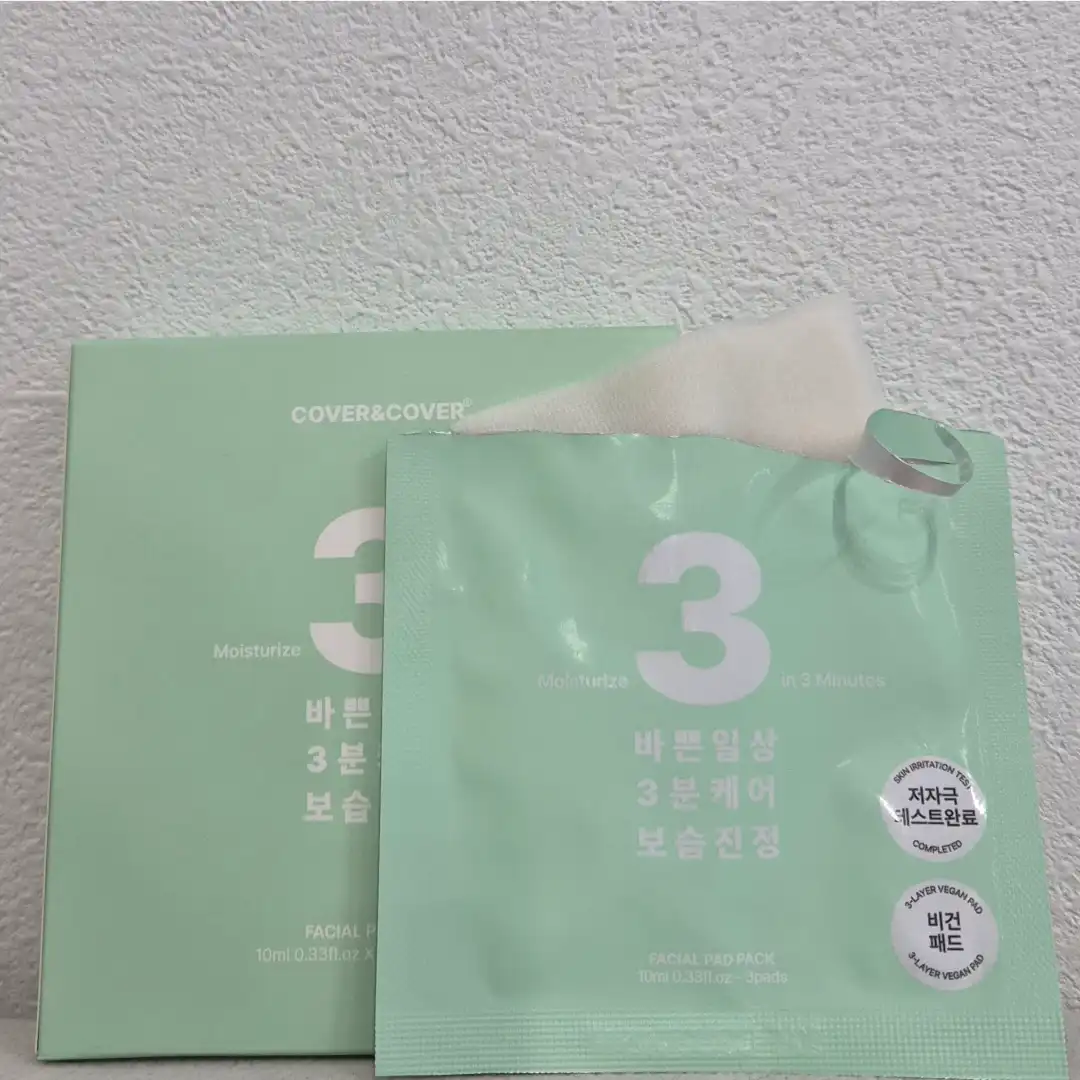 COVER&COVER®
3
Moisturize
바쁜
3분
보습
FACIAL P
10ml 0.33fl.oz X
3
Moisturize in 3 Minutes
바쁜일상
3분케어
보습진정
FACIAL PAD PACK
10ml 0.33fl.oz - 3pads
SKIN IRRITATION TEST
저자극
테스트완료
COMPLETED
3-LAYER VEGAN PAD
비건
패드
3-LAYER VEGAN PAD